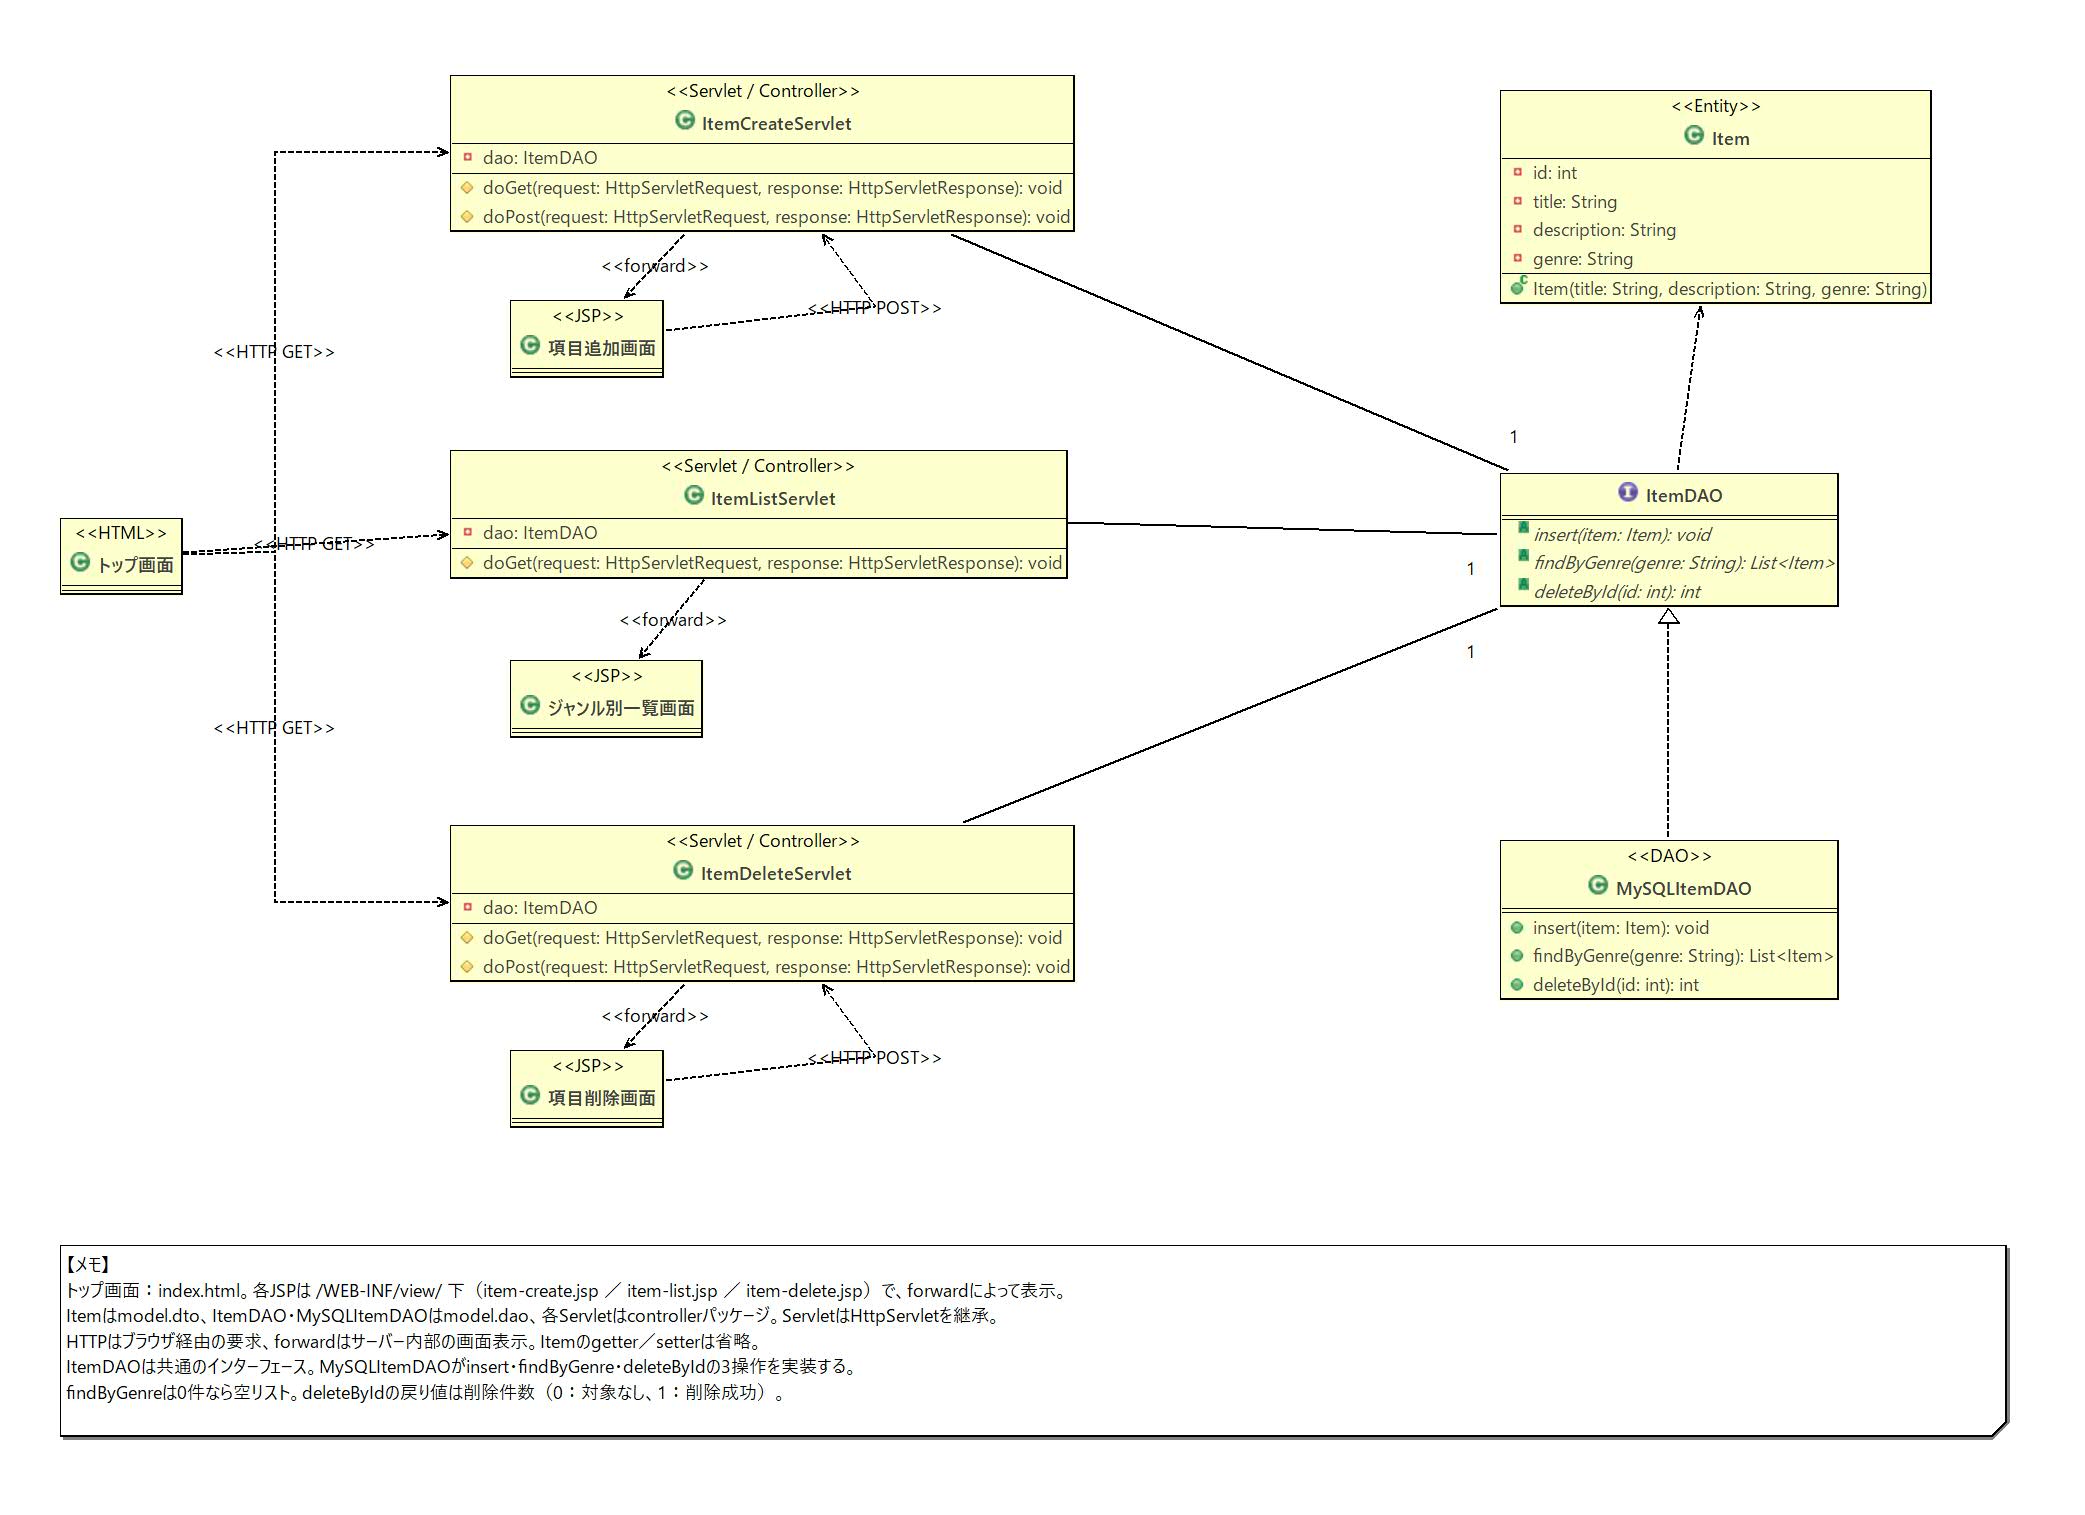 <<Servlet / Controller>>
ItemCreateServlet
dao: ItemDAO
doGet(request: HttpServletRequest, response: HttpServletResponse): void
doPost(request: HttpServletRequest, response: HttpServletResponse): void
<<Entity>>
Item
id: int
title: String
description: String
genre: String
Item(title: String, description: String, genre: String)
<<forward>>
<<HTTP POST>>
<<JSP>>
項目追加画面
<<HTTP GET>>
1
<<Servlet / Controller>>
ItemListServlet
dao: ItemDAO
doGet(request: HttpServletRequest, response: HttpServletResponse): void
ItemDAO
insert(item: Item): void
findByGenre(genre: String): List<Item>
deleteById(id: int): int
<<HTML>>
トップ画面
<<HTTP GET>>
1
<<forward>>
1
<<JSP>>
ジャンル別一覧画面
<<HTTP GET>>
<<Servlet / Controller>>
ItemDeleteServlet
dao: ItemDAO
doGet(request: HttpServletRequest, response: HttpServletResponse): void
doPost(request: HttpServletRequest, response: HttpServletResponse): void
<<DAO>>
MySQLItemDAO
insert(item: Item): void
findByGenre(genre: String): List<Item>
deleteById(id: int): int
<<forward>>
<<HTTP POST>>
<<JSP>>
項目削除画面
【メモ】
トップ画面：index.html。各JSPは /WEB-INF/view/ 下（item-create.jsp ／ item-list.jsp ／ item-delete.jsp）で、forwardによって表示。
Itemはmodel.dto、ItemDAO・MySQLItemDAOはmodel.dao、各Servletはcontrollerパッケージ。ServletはHttpServletを継承。
HTTPはブラウザ経由の要求、forwardはサーバー内部の画面表示。Itemのgetter／setterは省略。
ItemDAOは共通のインターフェース。MySQLItemDAOがinsert・findByGenre・deleteByIdの3操作を実装する。
findByGenreは0件なら空リスト。deleteByIdの戻り値は削除件数（0：対象なし、1：削除成功）。